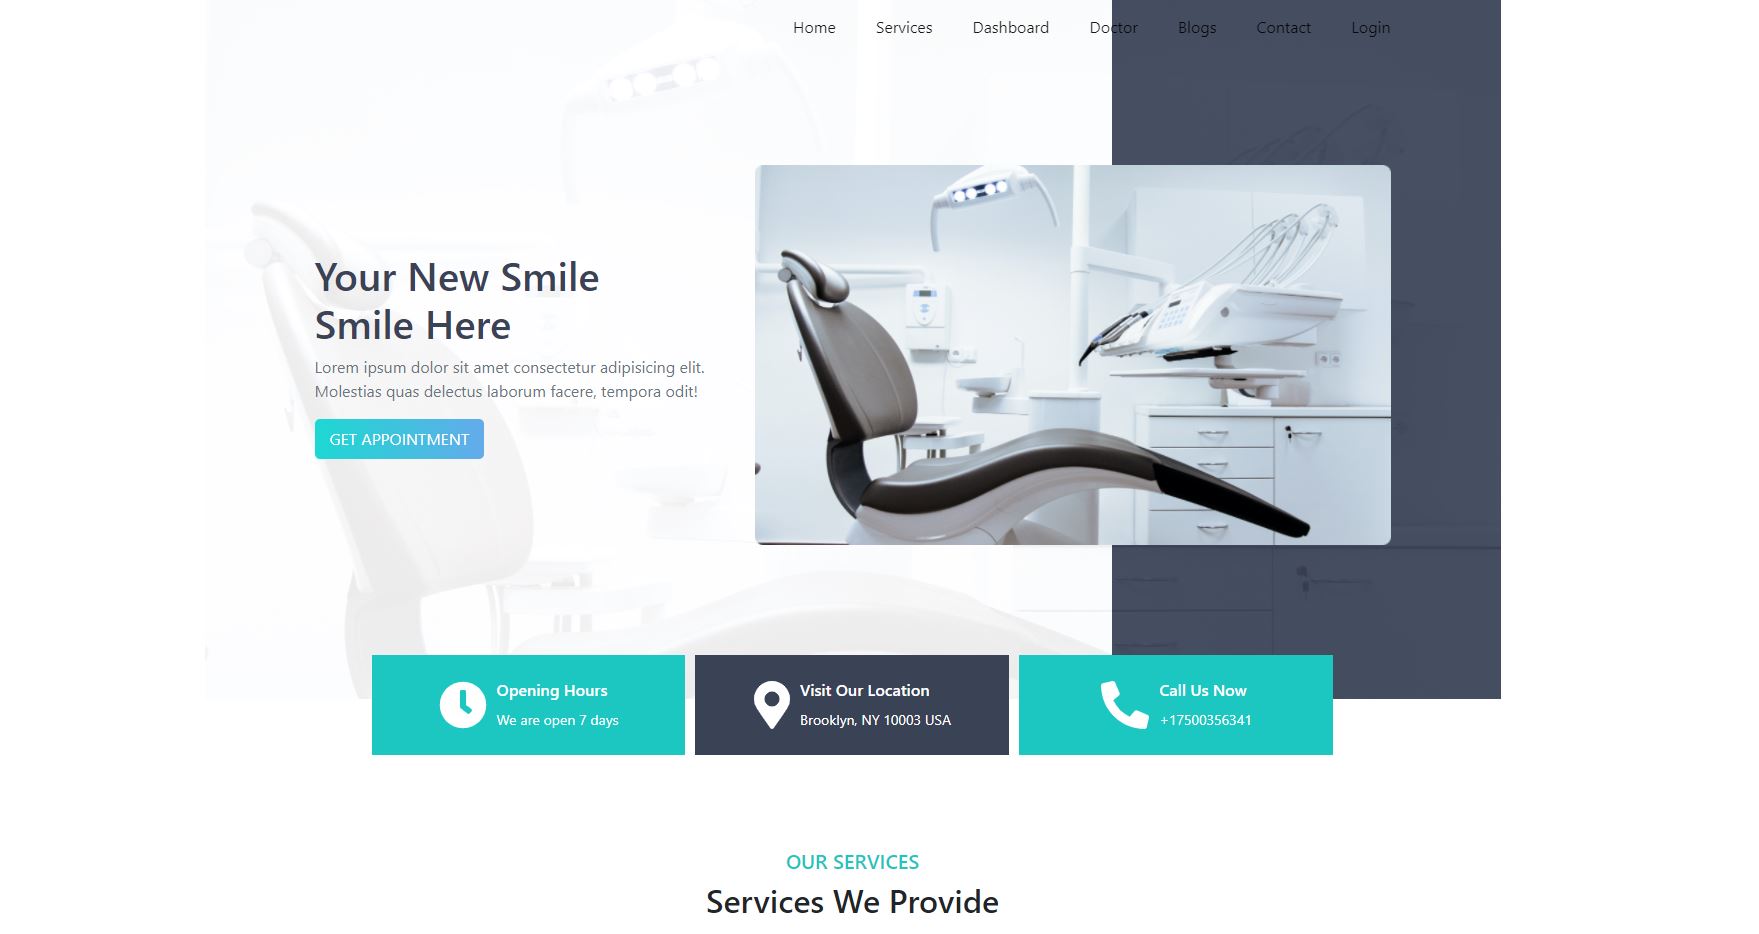 Home Services Dashboard Doctor Blogs Contact Login
Your New Smile
Smile Here
Lorem ipsum dolor sit amet consectetur adipisicing elit.
Molestias quas delectus laborum facere, tempora odit!
GET APPOINTMENT
Opening Hours
We are open 7 days
Visit Our Location
Brooklyn, NY 10003 USA
Call Us Now
+17500356341
OUR SERVICES
Services We Provide